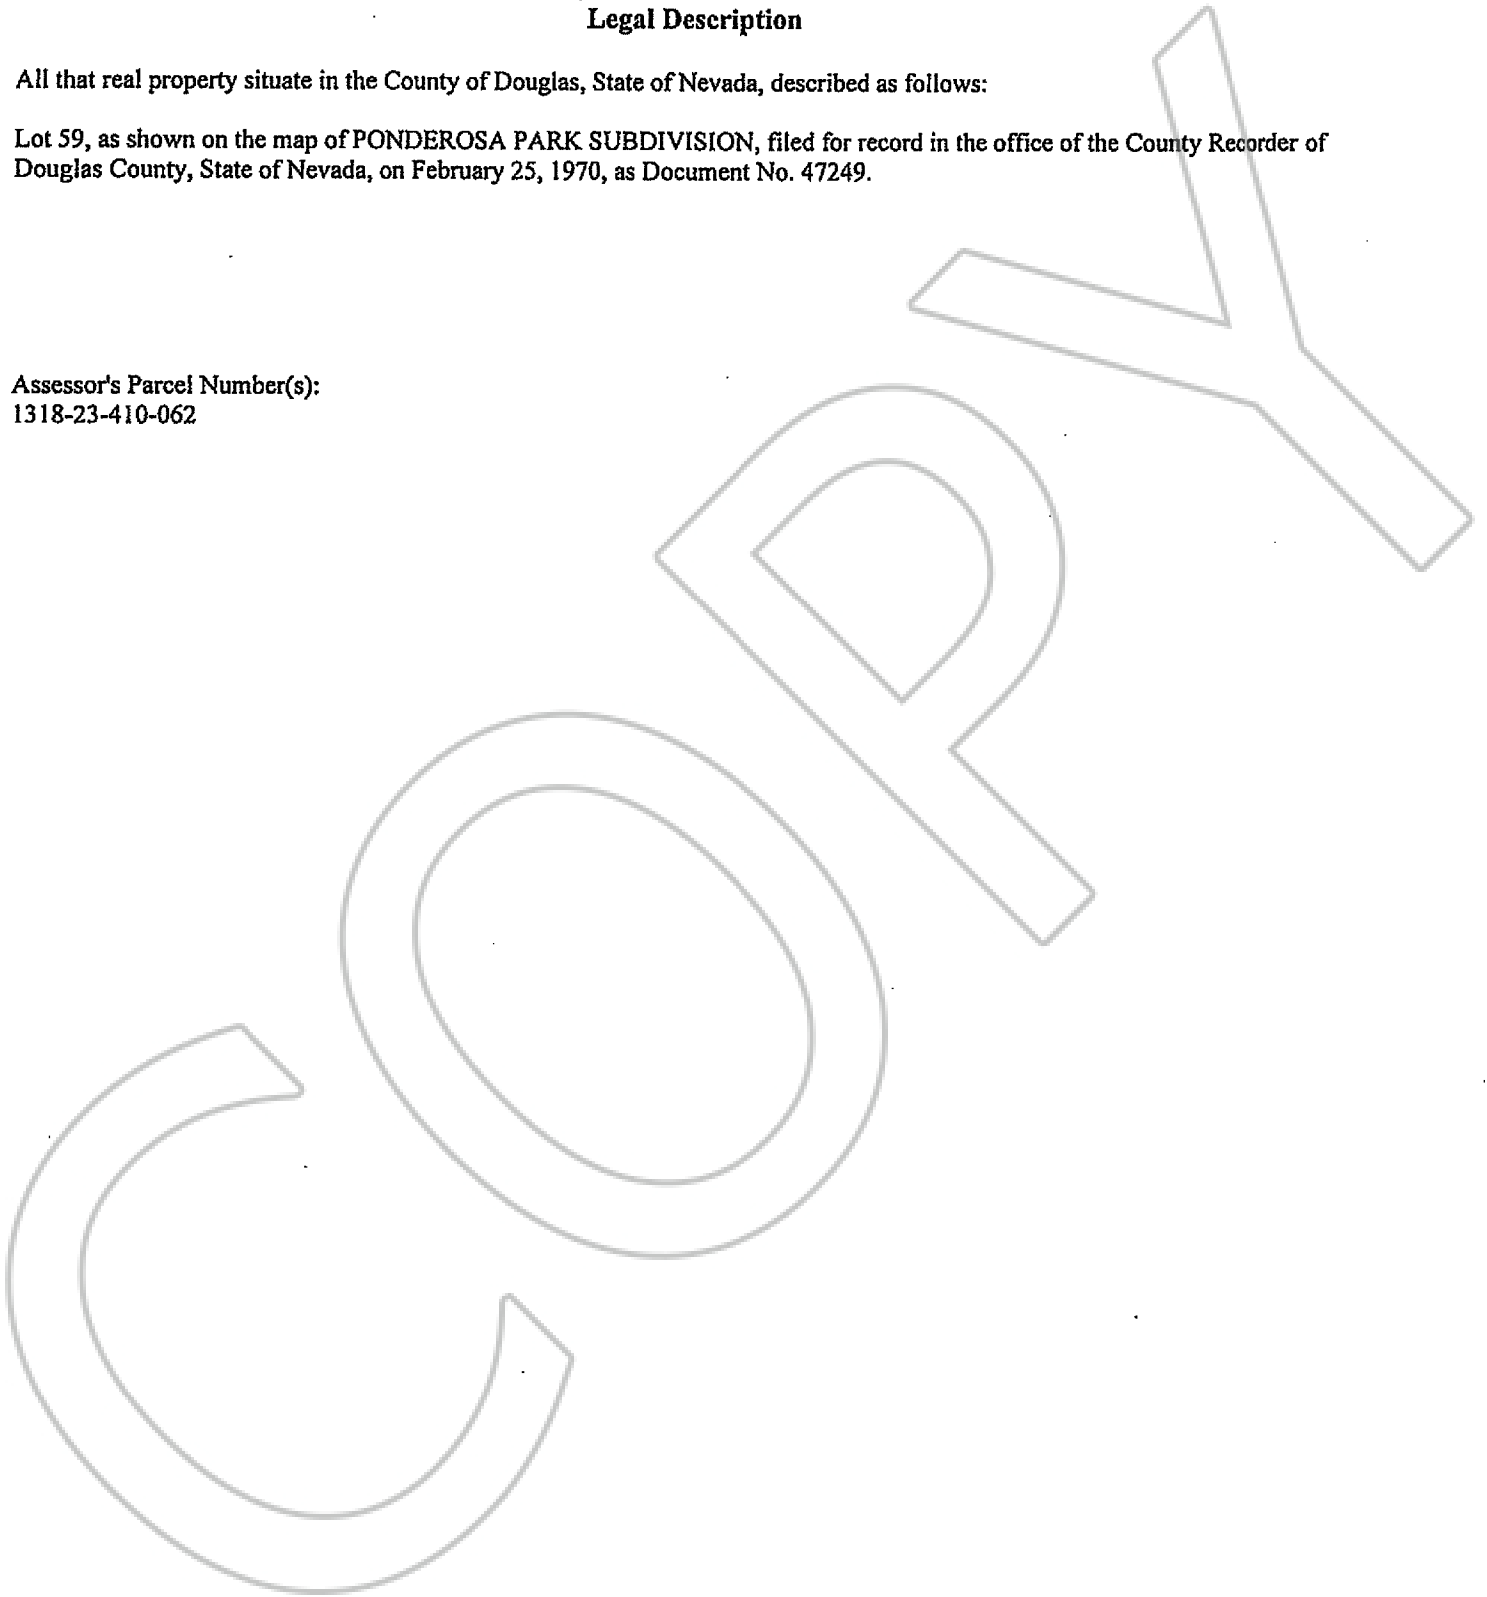 Legal Description
All that real property situate in the County of Douglas, State of Nevada, described as follows:
Lot 59, as shown on the map of PONDEROSA PARK SUBDIVISION, filed for record in the office of the County Recorder of
Douglas County, State of Nevada, on February 25, 1970, as Document No. 47249.
Assessor's Parcel Number(s):
1318-23-410-062
COPY